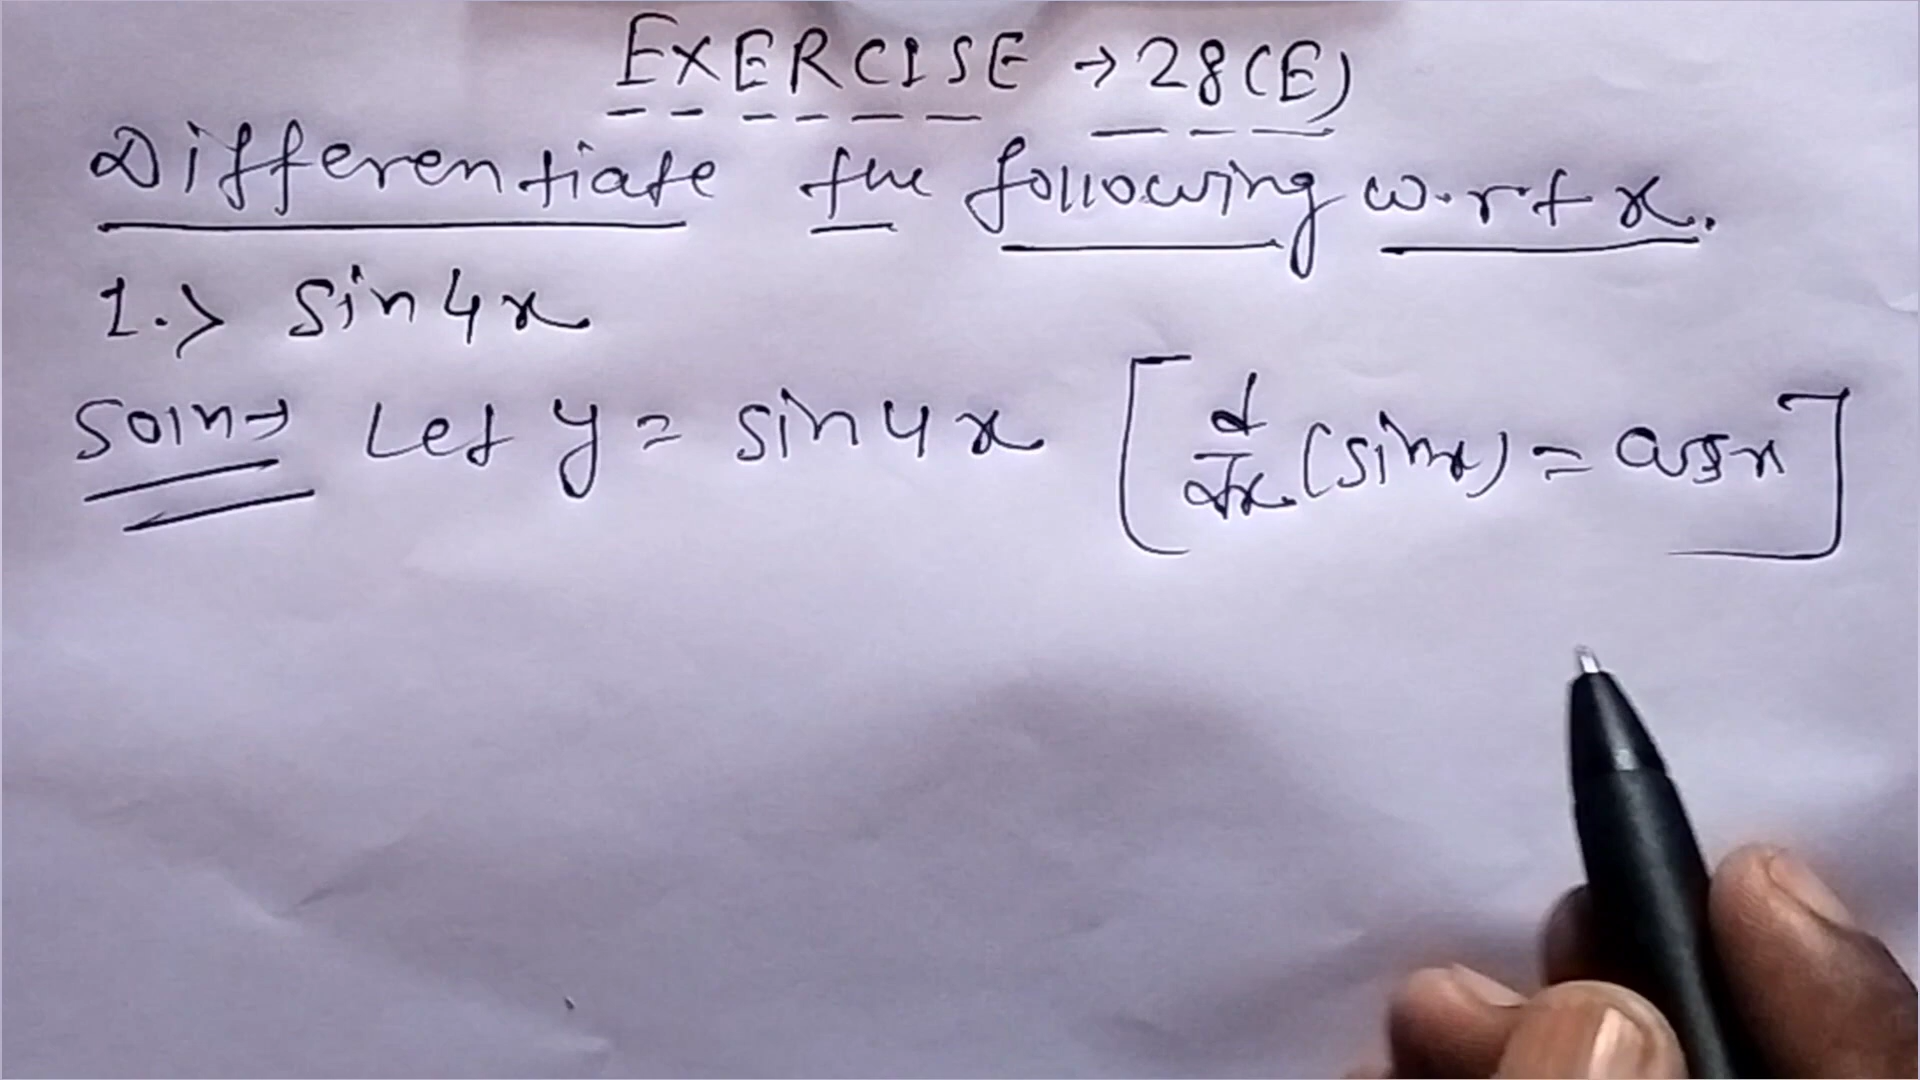 EXERCISE → 28(E)
Differentiate the following w.r.t x.
1.> sin4x
Soln→ Let y = sin4x [d/dx (sinx) = cosx]